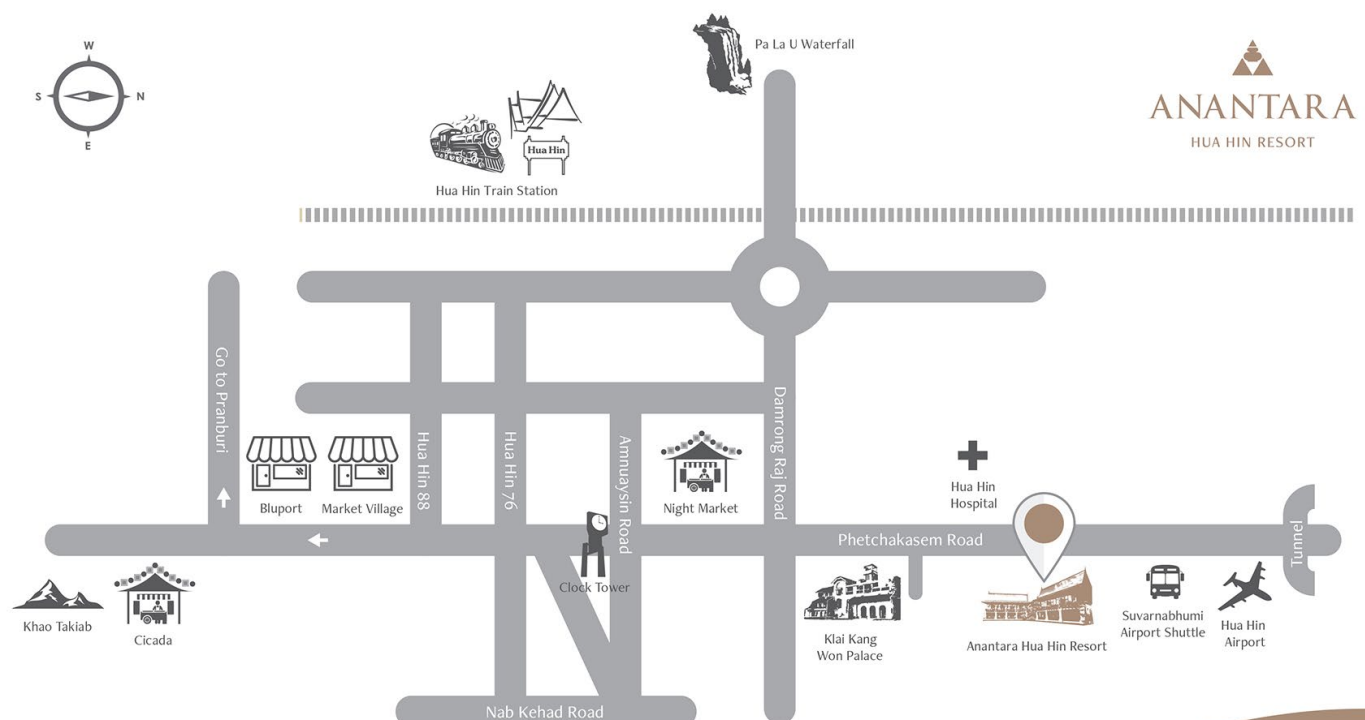 W
S
N
E
Pa La U Waterfall
ANANTARA
HUA HIN RESORT
Hua Hin
Hua Hin Train Station
Go to Pranburi
Bluport
Market Village
Hua Hin 88
Hua Hin 76
Amnuaysin Road
Night Market
Damrong Raj Road
Hua Hin
Hospital
Phetchakasem Road
Tunnel
Clock Tower
Khao Takiab
Cicada
Klai Kang
Won Palace
Anantara Hua Hin Resort
Suvarnabhumi
Airport Shuttle
Hua Hin
Airport
Nab Kehad Road